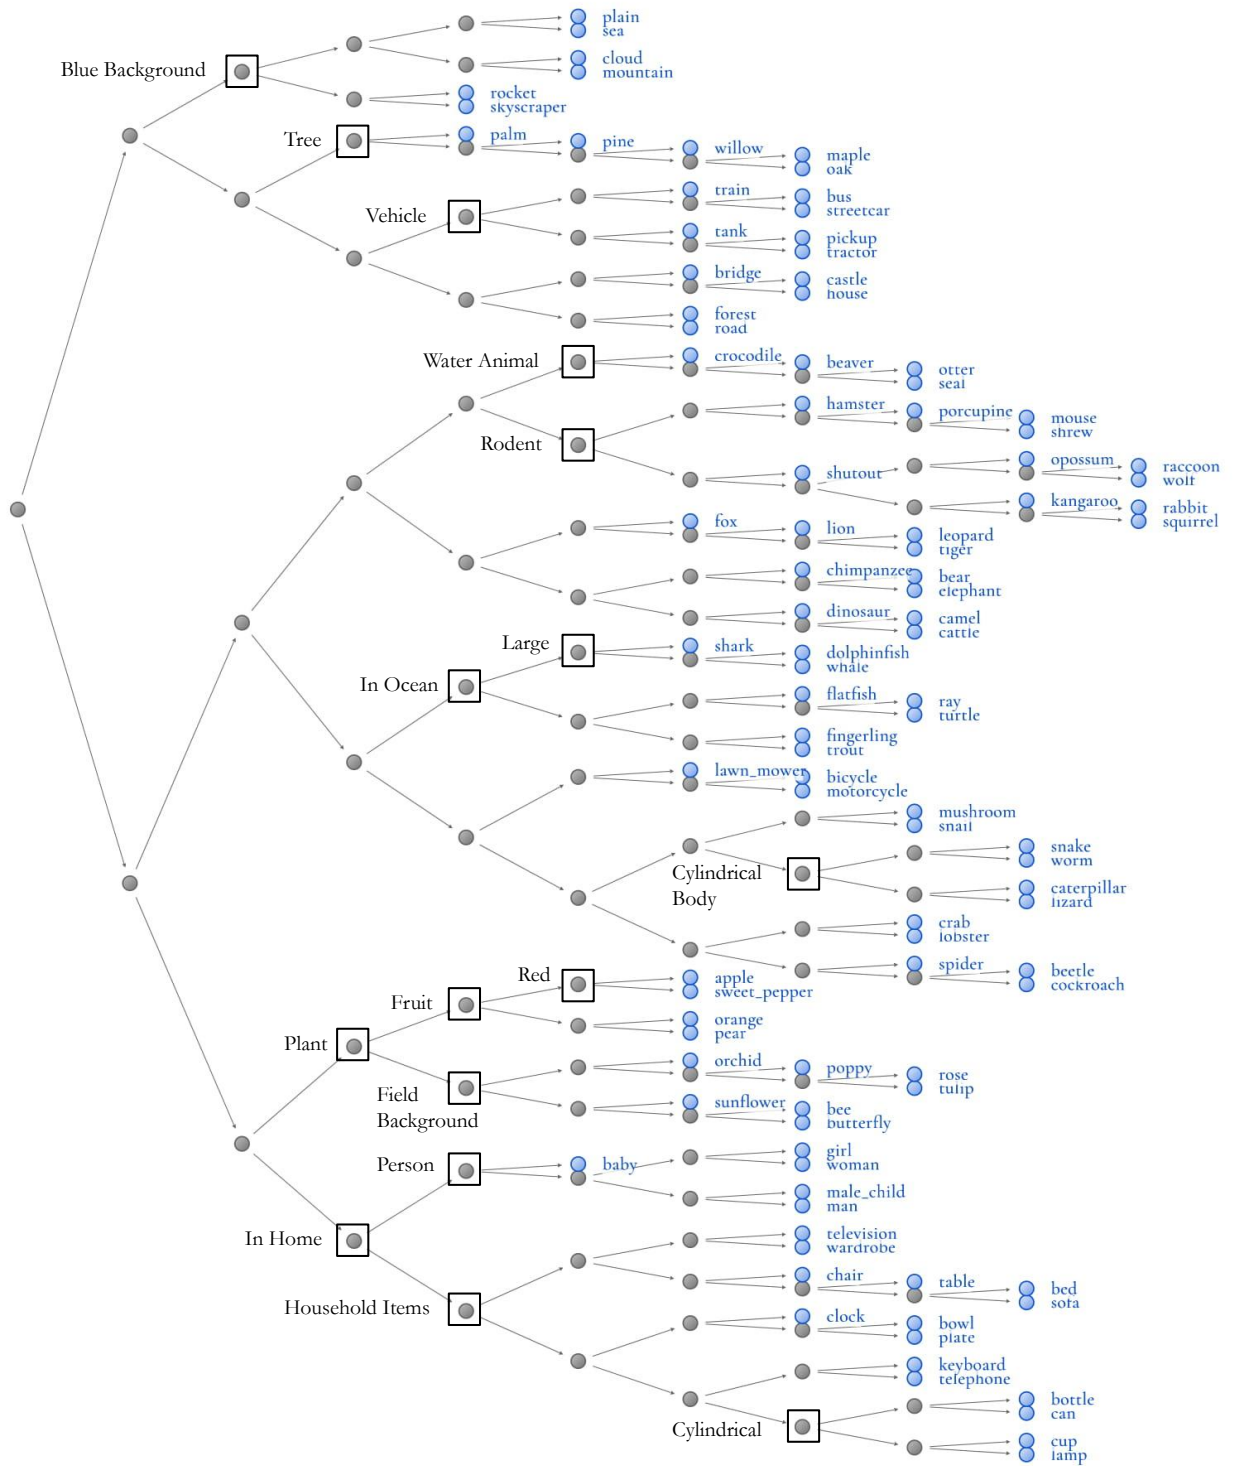 plain
sea
Blue Background
cloud
mountain
rocket
skyscraper
Tree
palm
pine
willow
maple
oak
Vehicle
train
bus
streetcar
tank
pickup
tractor
bridge
castle
house
forest
road
Water Animal
crocodile
beaver
otter
seal
Rodent
hamster
porcupine
mouse
shrew
shutout
opossum
raccoon
wolf
kangaroo
rabbit
squirrel
fox
lion
leopard
tiger
chimpanzee
bear
elephant
dinosaur
camel
cattle
Large
shark
dolphinfish
whale
In Ocean
flatfish
ray
turtle
fingerling
trout
lawn_mower
bicycle
motorcycle
mushroom
snail
Cylindrical
Body
snake
worm
caterpillar
lizard
crab
lobster
spider
beetle
cockroach
Red
apple
sweet_pepper
Fruit
orange
pear
Plant
orchid
poppy
rose
tulip
Field
Background
sunflower
bee
butterfly
Person
baby
girl
woman
male_child
man
In Home
television
wardrobe
chair
table
bed
sofa
Household Items
clock
bowl
plate
keyboard
telephone
Cylindrical
bottle
can
cup
lamp